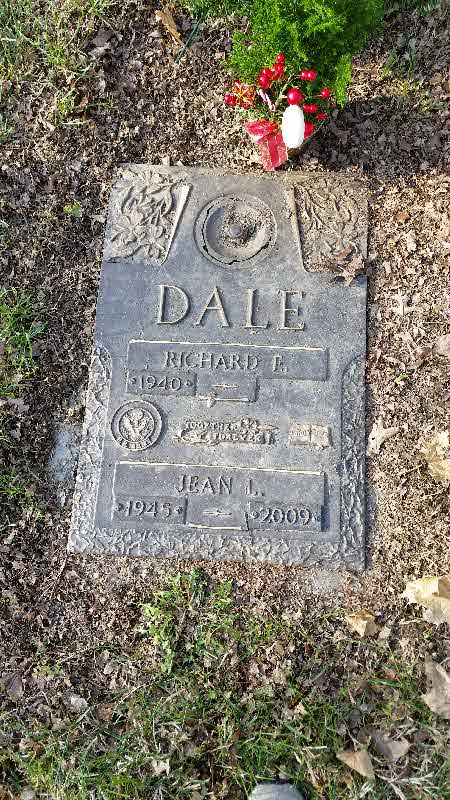 DALE
RICHARD E.
1940
TOGETHER
FOREVER
JEAN L.
1945 2009